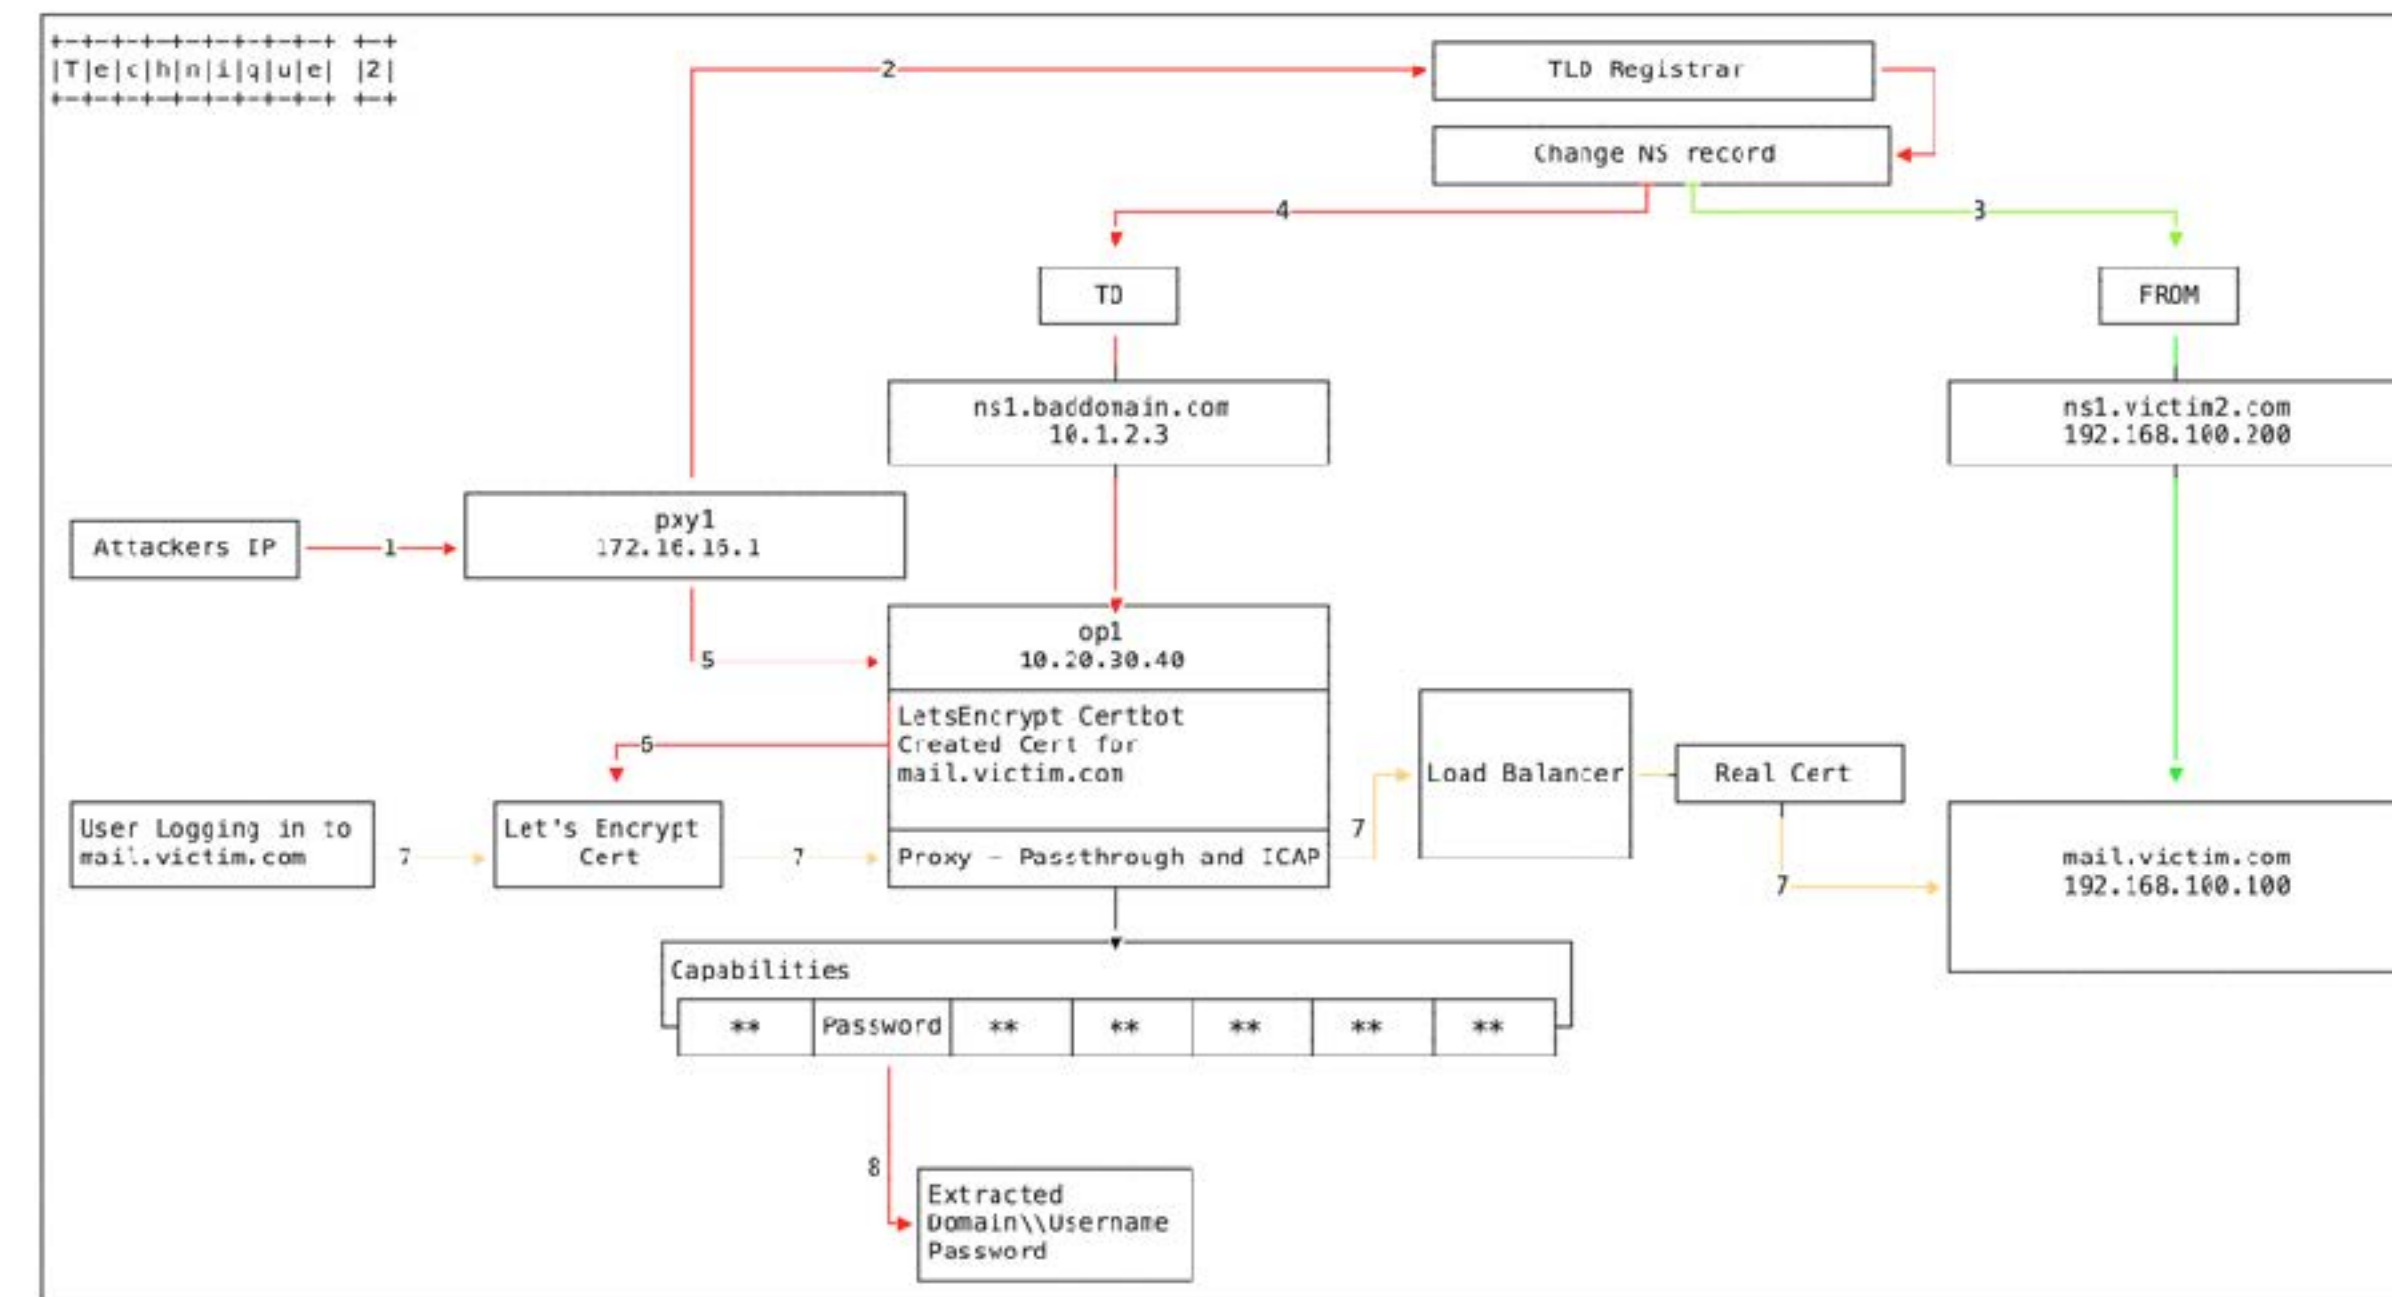 +-+-+-+-+-+-+-+-+-+ +-+
|T|e|c|h|n|i|q|u|e| |2|
+-+-+-+-+-+-+-+-+-+ +-+
2
TLD Registrar
Change NS record
4
3
TO
FROM
ns1.baddomain.com
10.1.2.3
ns1.victim2.com
192.168.100.200
Attackers IP
1
pxy1
172.16.16.1
5
op1
10.20.30.40
LetsEncrypt Certbot
Created Cert for
mail.victim.com
6
Load Balancer
Real Cert
User Logging in to
mail.victim.com
7
Let's Encrypt
Cert
7
Proxy – Passthrough and ICAP
7
7
mail.victim.com
192.168.100.100
Capabilities
** Password ** ** ** ** **
8
Extracted
Domain\\Username
Password